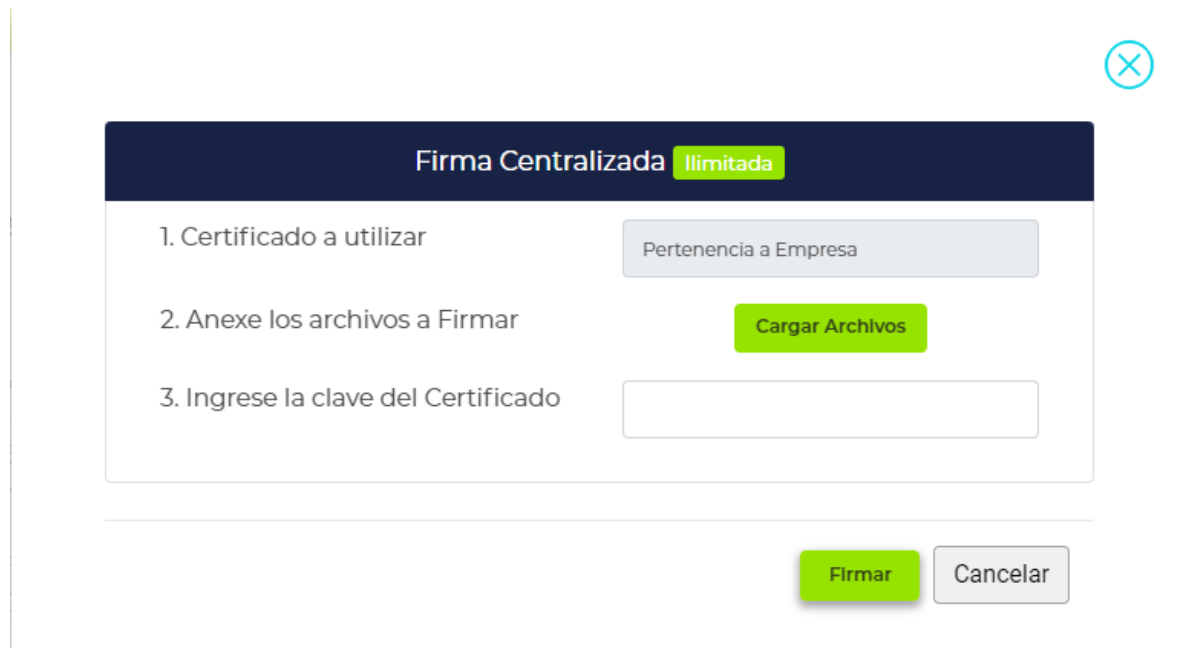 Firma Centralizada Ilimitada
1. Certificado a utilizar
Pertenencia a Empresa
2. Anexe los archivos a Firmar
Cargar Archivos
3. Ingrese la clave del Certificado
Firmar
Cancelar